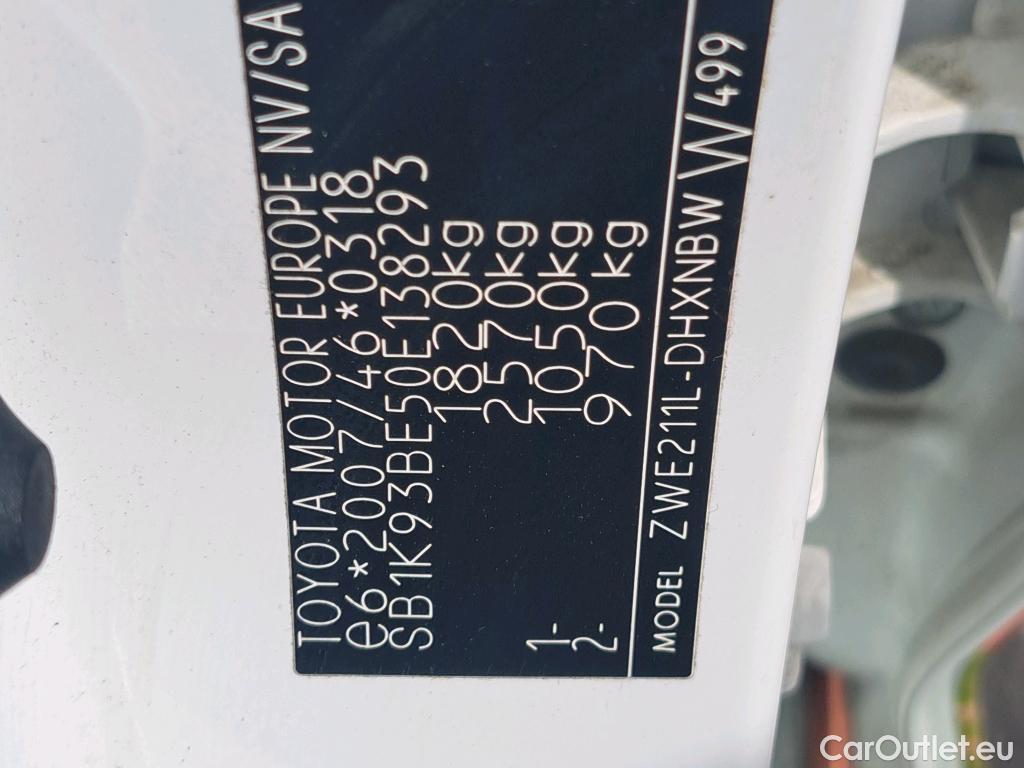 TOYOTA MOTOR EUROPE NV/SA
e6*2007/46*0318
SB1K93BE50E138293
1820kg
2570kg
1- 1050kg
2- 970kg
MODEL ZWE211L-DHXNBW W499
CarOutlet.eu